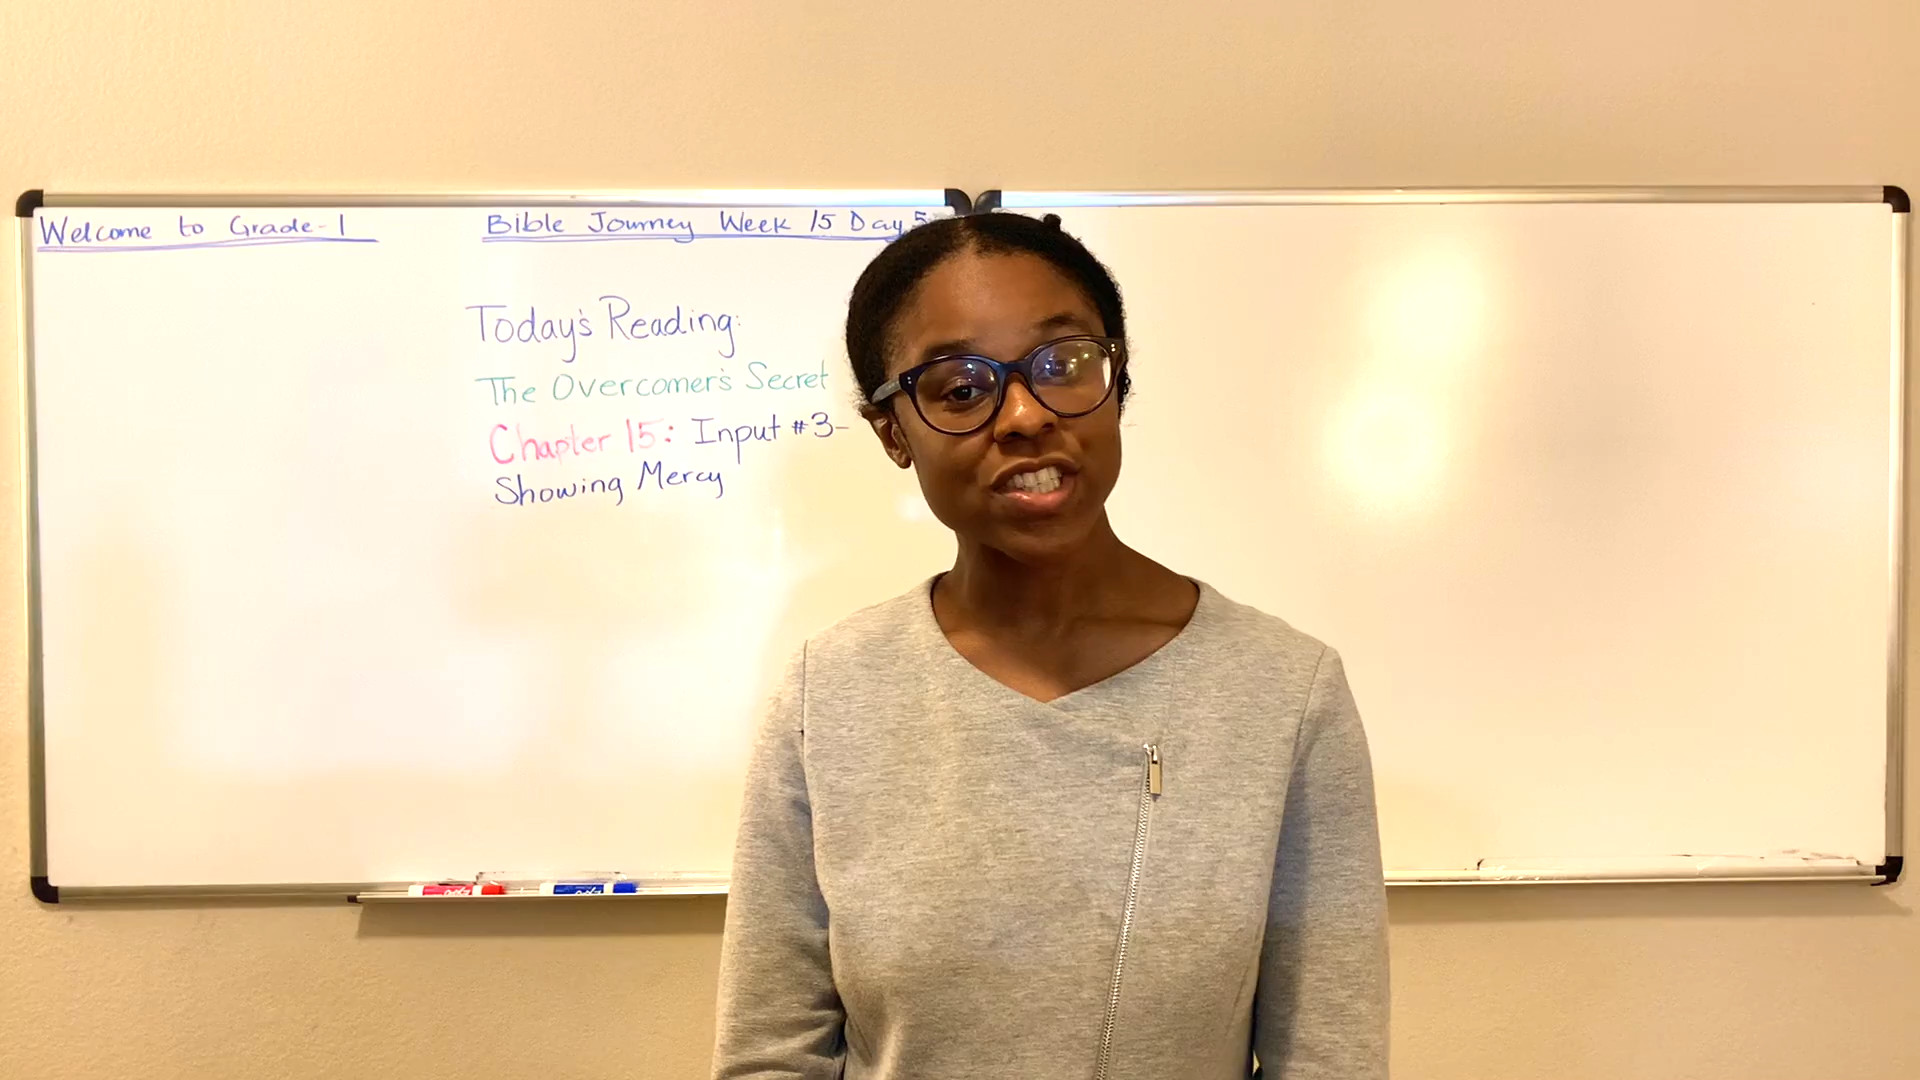 Welcome to Grade-1
Bible Journey Week 15 Day 5
Today's Reading:
The Overcomer's Secret
Chapter 15: Input #3-
Showing Mercy